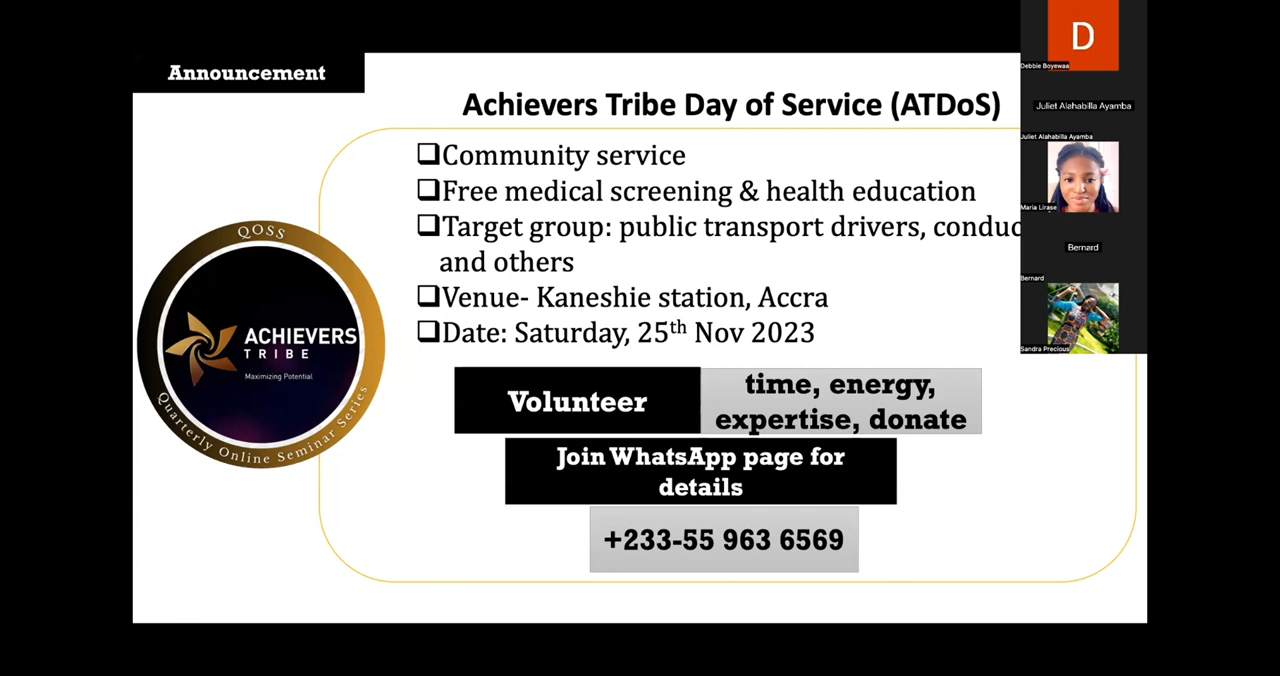 Announcement
Achievers Tribe Day of Service (ATDoS)
❑Community service
❑Free medical screening & health education
❑Target group: public transport drivers,
and others
❑Venue- Kaneshie station, Accra
❑Date: Saturday, 25th Nov 2023
Volunteer
time, energy,
expertise, donate
Join WhatsApp page for
details
+233-55 963 6569
QOSS
ACHIEVERS
TRIBE
Maximizing Potential
Quarterly Online Seminar Series
D
Debbie Boyewaa
Juliet Alahabilla Ayamba
Juliet Alahabilla Ayamba
Maria Lirase
Bernard
Bernard
Sandra Precious